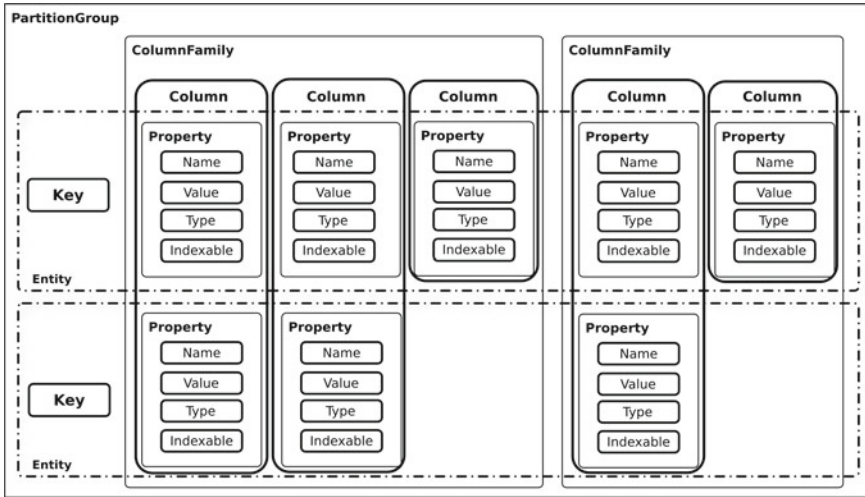 PartitionGroup
ColumnFamily ColumnFamily
Column Column Column Column Column
Property Property Property Property Property
Name Name Name Name Name
Key
Value Value Value Value Value
Type Type Type Type Type
Indexable Indexable Indexable Indexable Indexable
Entity
Property Property Property
Name Name Name
Value Value Value
Key
Type Type Type
Indexable Indexable Indexable
Entity